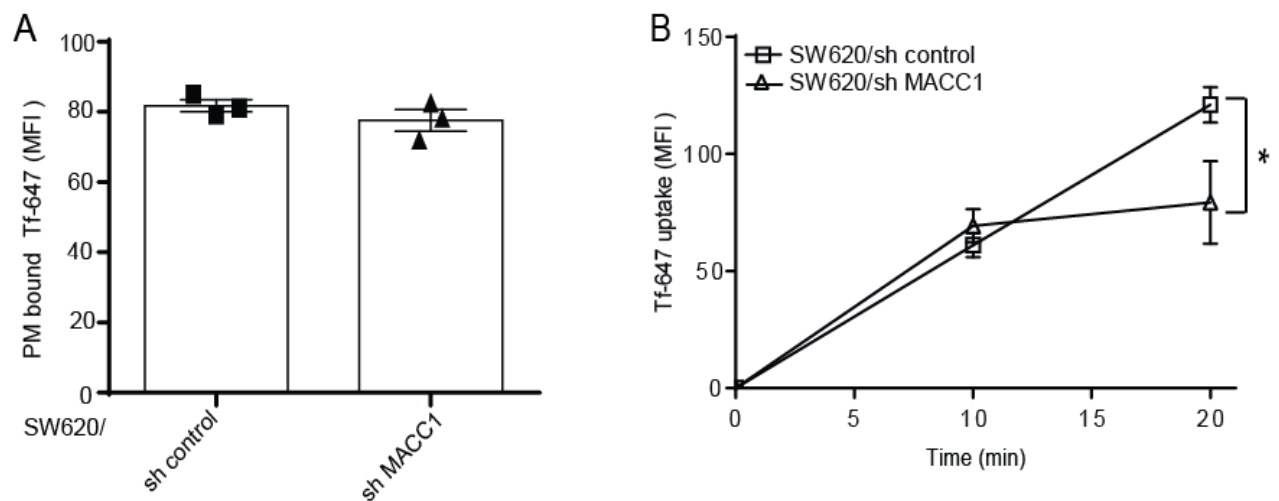 A
PM bound Tf-647 (MFI)
100
80
60
40
20
0
SW620/
sh control
sh MACC1
B
Tf-647 uptake (MFI)
150
100
50
0
SW620/sh control
SW620/sh MACC1
*
0 5 10 15 20
Time (min)